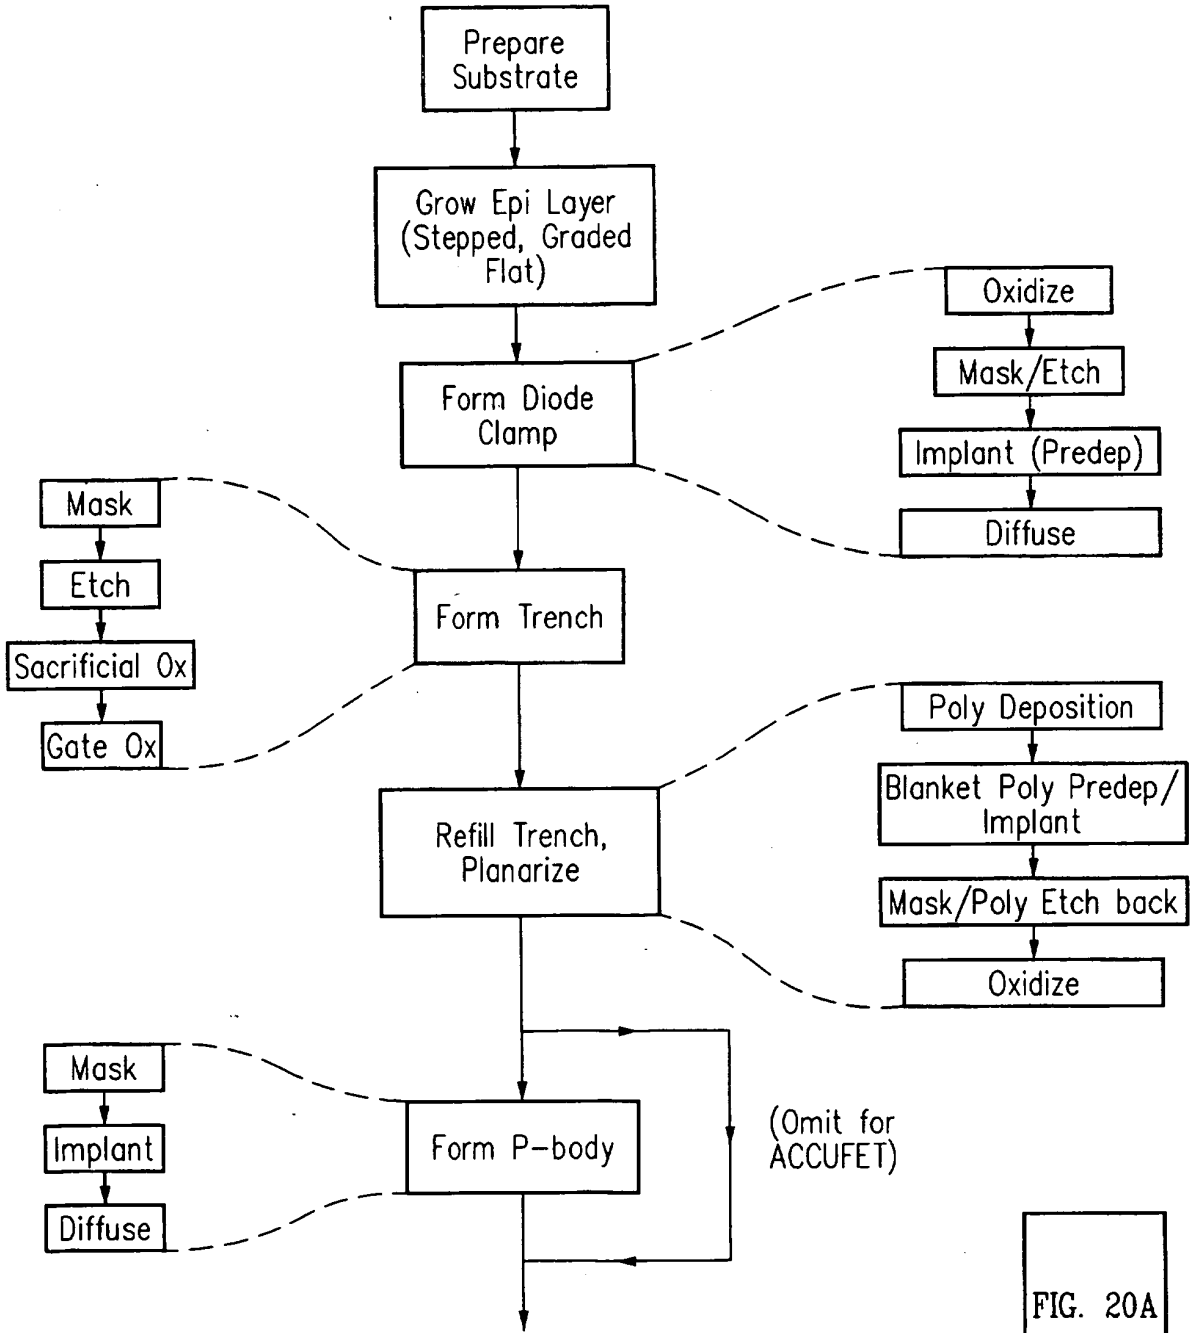 Prepare
Substrate
Grow Epi Layer
(Stepped, Graded
Flat)
Form Diode
Clamp
Oxidize
Mask/Etch
Implant (Predep)
Diffuse
Mask
Etch
Sacrificial Ox
Gate Ox
Form Trench
Refill Trench,
Planarize
Poly Deposition
Blanket Poly Predep/
Implant
Mask/Poly Etch back
Oxidize
Mask
Implant
Diffuse
Form P-body
(Omit for
ACCUFET)
FIG. 20A